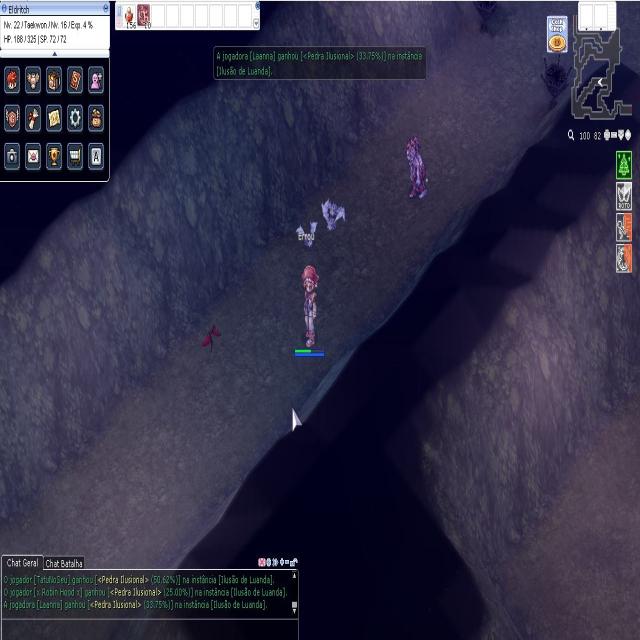 Eldritch
Nv. 22 / Taekwon / Nv. 16 / Exp. 4 %
HP. 188 / 325 | SP. 72 / 72
A jogadora [Laanna] ganhou [<Pedra Ilusional> (33.75%)] na instância
[Ilusão de Luanda].
100 82
Errou
Chat Geral Chat Batalha
O jogador [TatuNoSeu] ganhou [<Pedra Ilusional> (50.62%)] na instância [Ilusão de Luanda].
O jogador [x Robin Hood x] ganhou [<Pedra Ilusional> (25.00%)] na instância [Ilusão de Luanda].
A jogadora [Laanna] ganhou [<Pedra Ilusional> (33.75%)] na instância [Ilusão de Luanda].